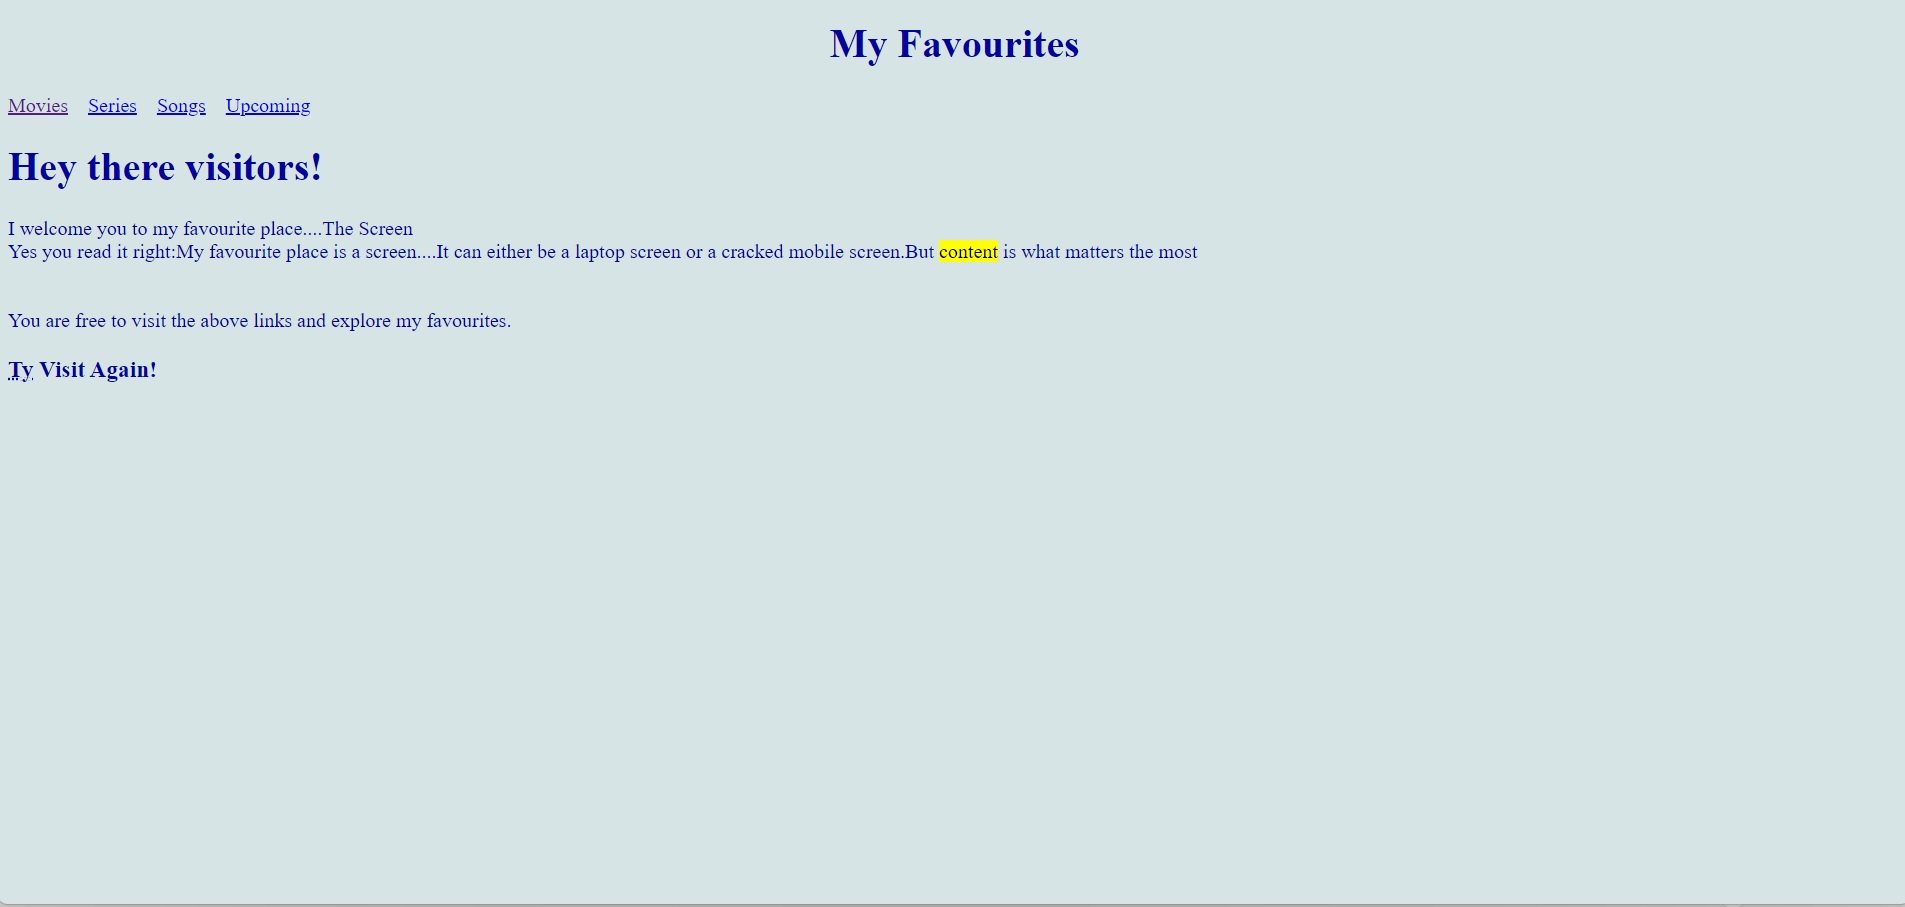 My Favourites
Movies Series Songs Upcoming
Hey there visitors!
I welcome you to my favourite place....The Screen
Yes you read it right:My favourite place is a screen....It can either be a laptop screen or a cracked mobile screen.But content is what matters the most
You are free to visit the above links and explore my favourites.
Ty Visit Again!